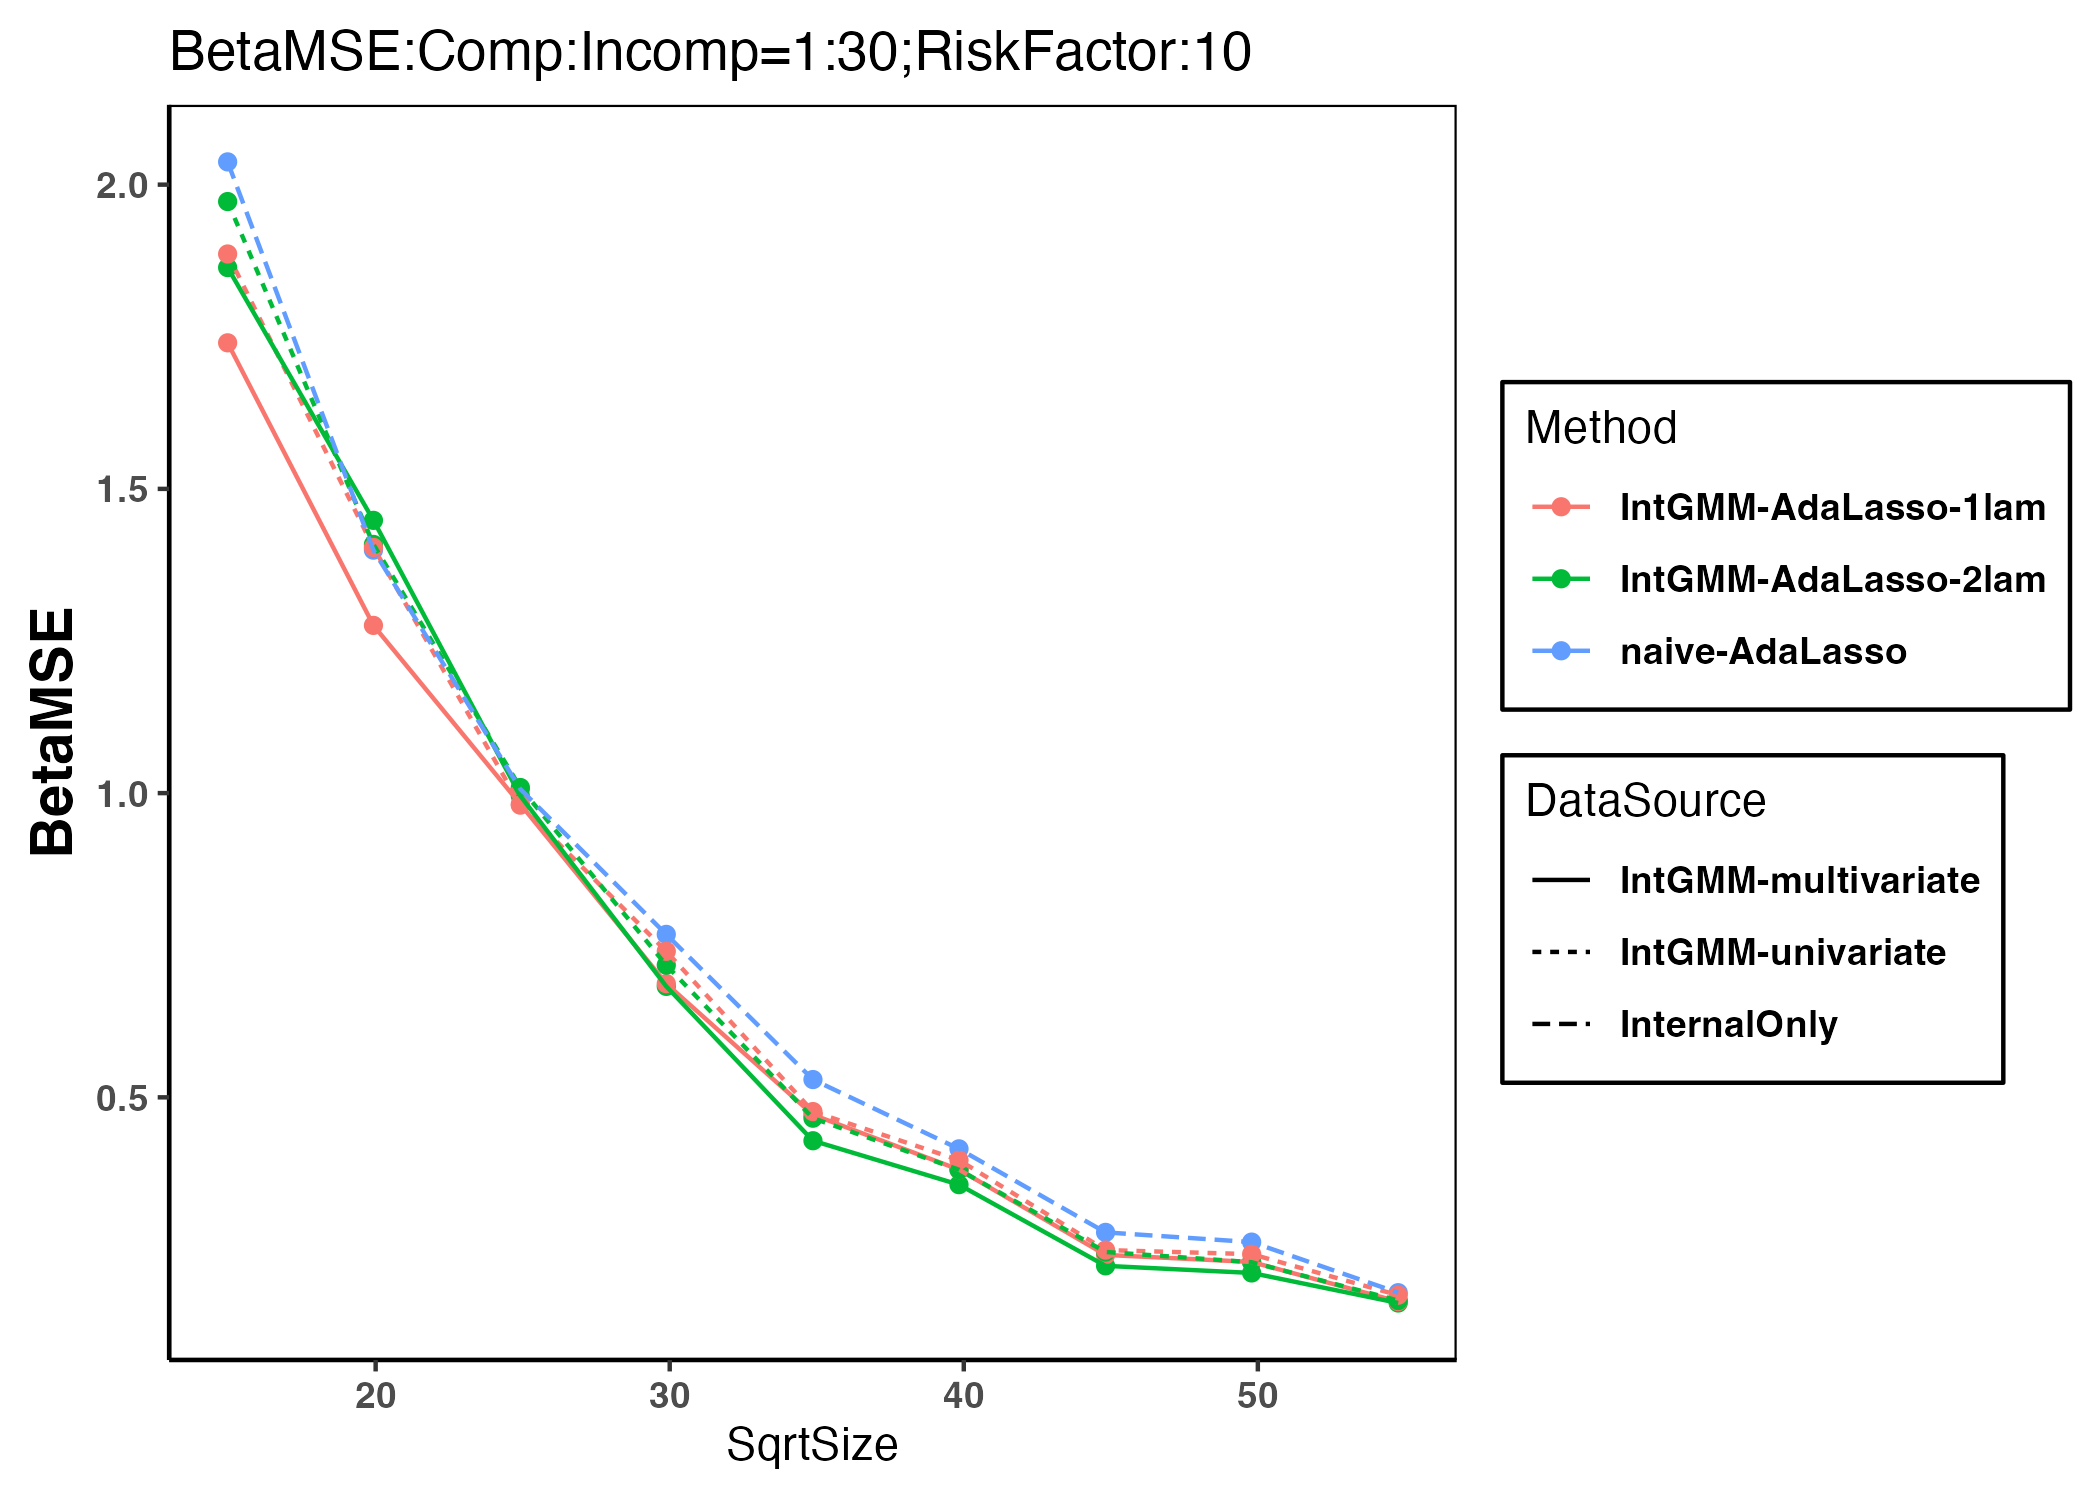 BetaMSE:Comp:Incomp=1:30;RiskFactor:10
BetaMSE
2.0
1.5
1.0
0.5
20 30 40 50
SqrtSize
Method
IntGMM-AdaLasso-1lam
IntGMM-AdaLasso-2lam
naive-AdaLasso
DataSource
IntGMM-multivariate
IntGMM-univariate
InternalOnly